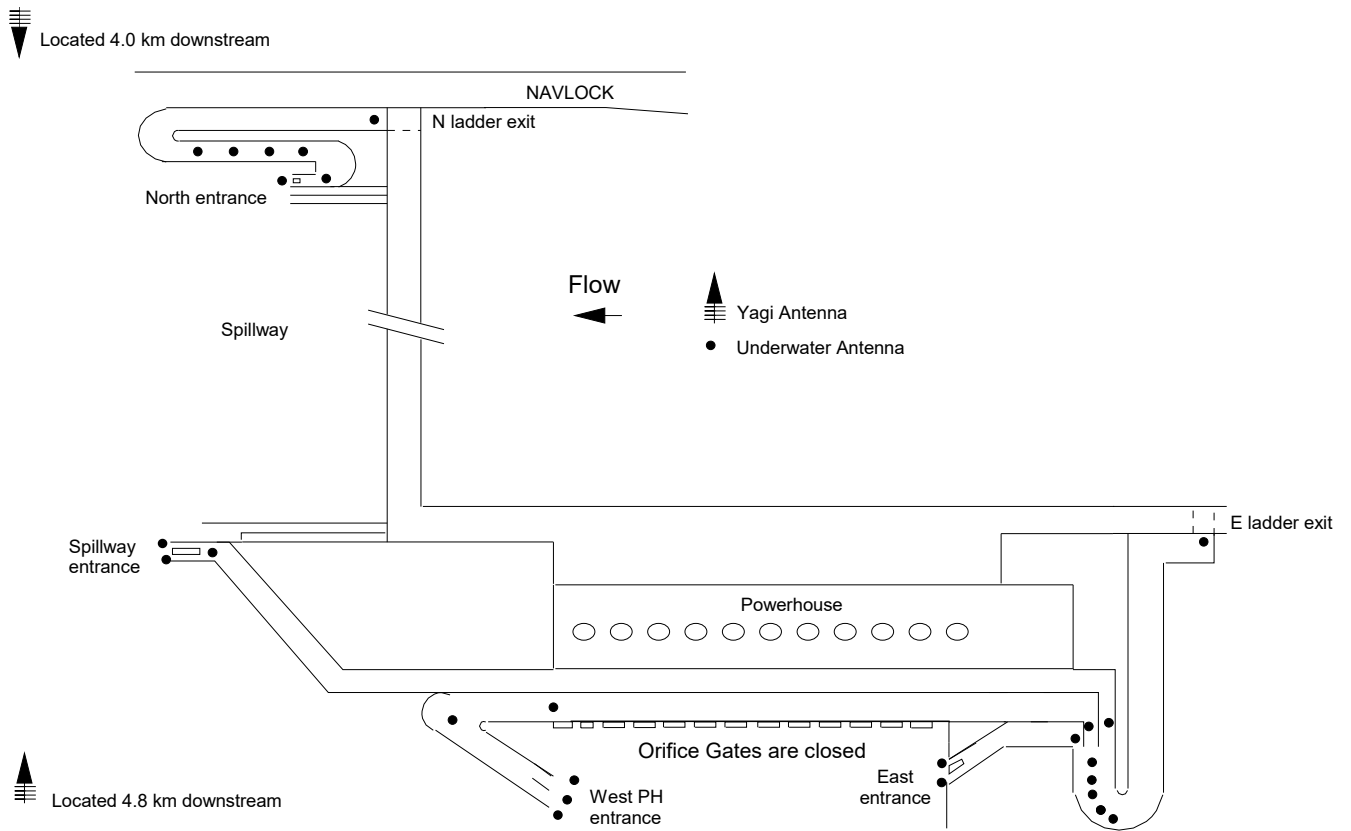 Located 4.0 km downstream
NAVLOCK
N ladder exit
North entrance
Flow
Yagi Antenna
Spillway
Underwater Antenna
E ladder exit
Spillway
entrance
Powerhouse
Orifice Gates are closed
East
entrance
West PH
entrance
Located 4.8 km downstream